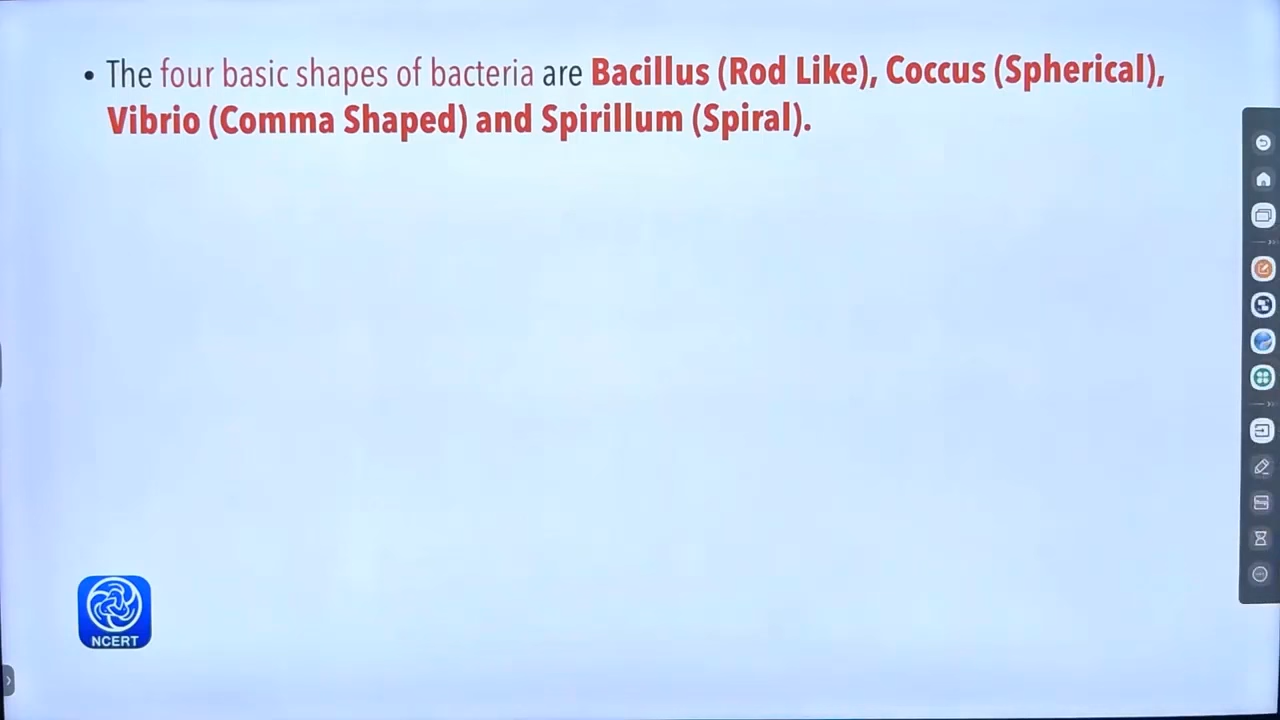 • The four basic shapes of bacteria are Bacillus (Rod Like), Coccus (Spherical),
Vibrio (Comma Shaped) and Spirillum (Spiral).
NCERT